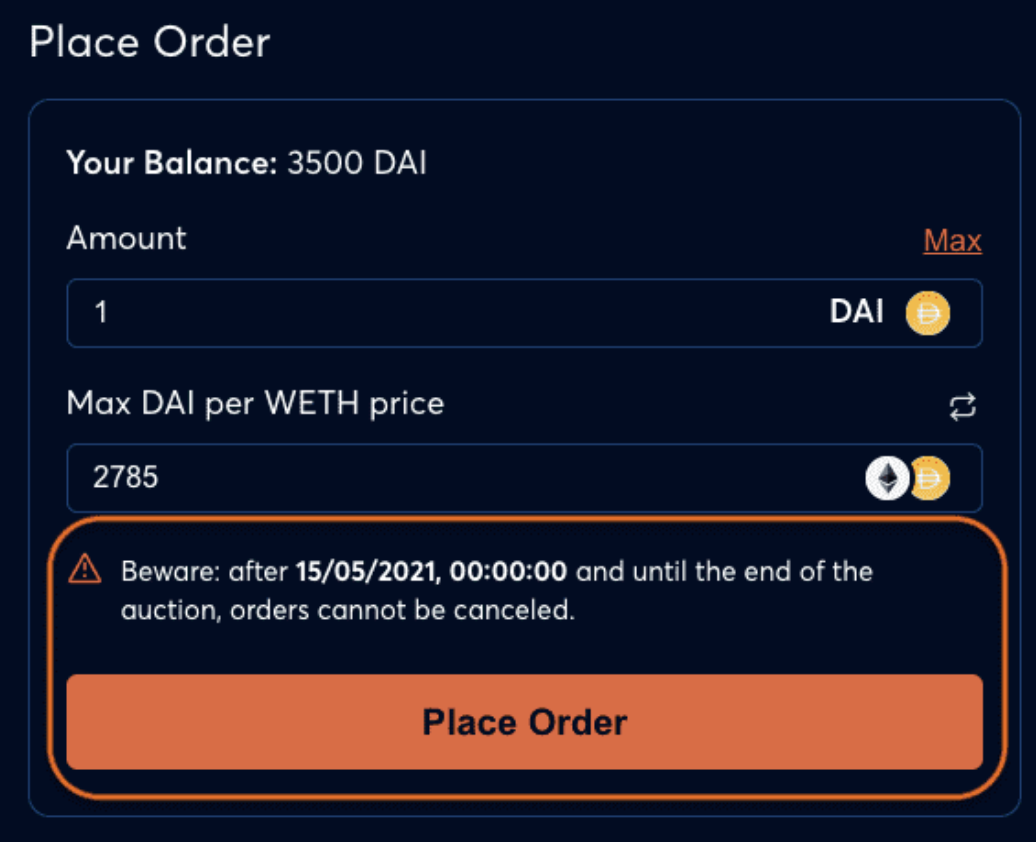 Place Order
Your Balance: 3500 DAI
Amount
Max
1
DAI
Max DAI per WETH price
2785
Beware: after 15/05/2021, 00:00:00 and until the end of the
auction, orders cannot be canceled.
Place Order